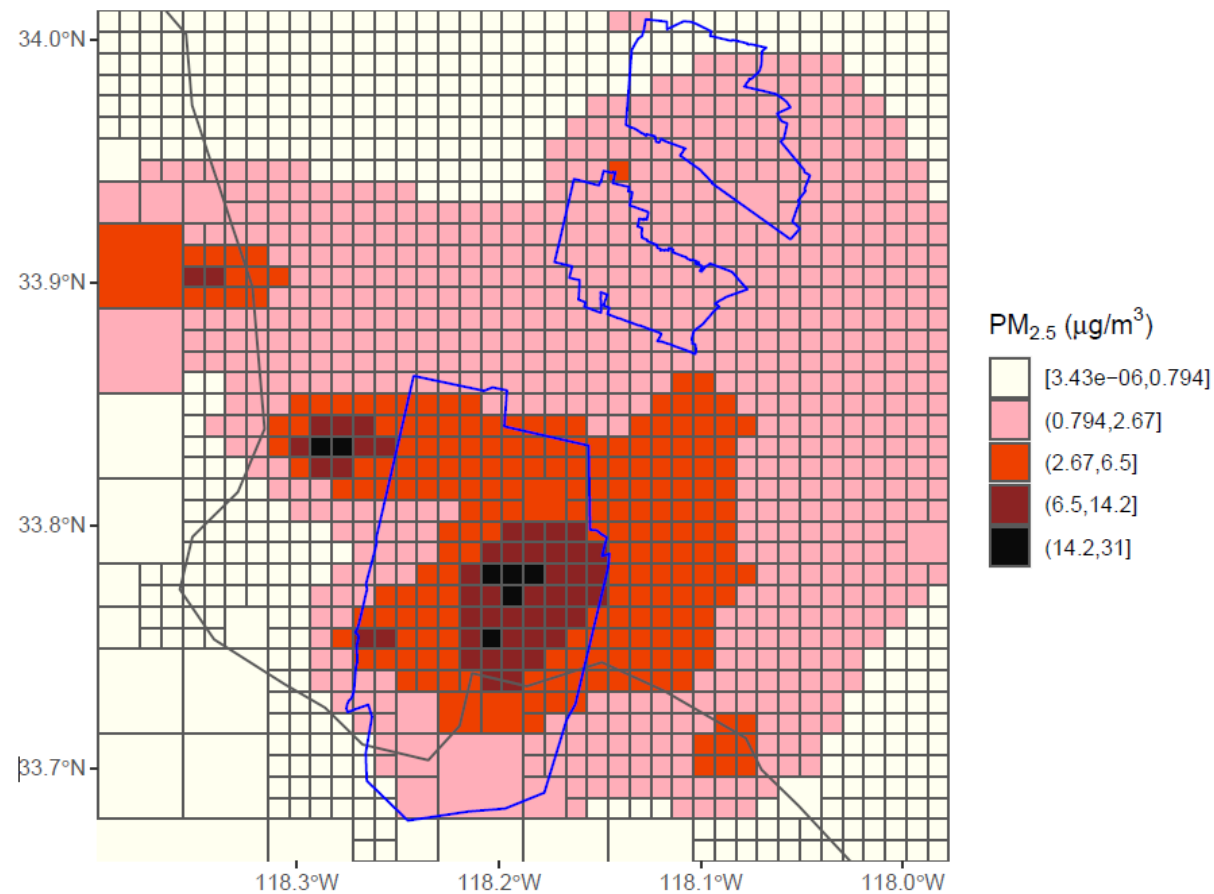 34.0°N
33.9°N
33.8°N
33.7°N
118.3°W
118.2°W
118.1°W
118.0°W
PM2.5 (μg/m³)
[3.43e−06,0.794]
(0.794,2.67]
(2.67,6.5]
(6.5,14.2]
(14.2,31]